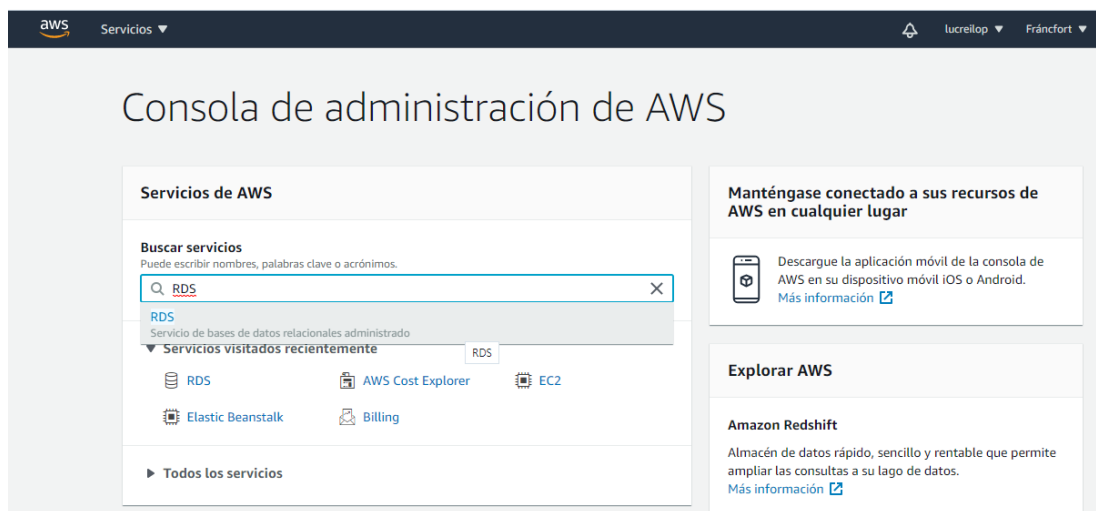 aws
Servicios ▼
lucreilop ▼
Fráncfort ▼
Consola de administración de AWS
Servicios de AWS
Buscar servicios
Puede escribir nombres, palabras clave o acrónimos.
RDS
RDS
Servicio de bases de datos relacionales administrado
▼ Servicios visitados recientemente
RDS
RDS
AWS Cost Explorer
EC2
Elastic Beanstalk
Billing
▶ Todos los servicios
Manténgase conectado a sus recursos de
AWS en cualquier lugar
Descargue la aplicación móvil de la consola de
AWS en su dispositivo móvil iOS o Android.
Más información
Explorar AWS
Amazon Redshift
Almacén de datos rápido, sencillo y rentable que permite
ampliar las consultas a su lago de datos.
Más información